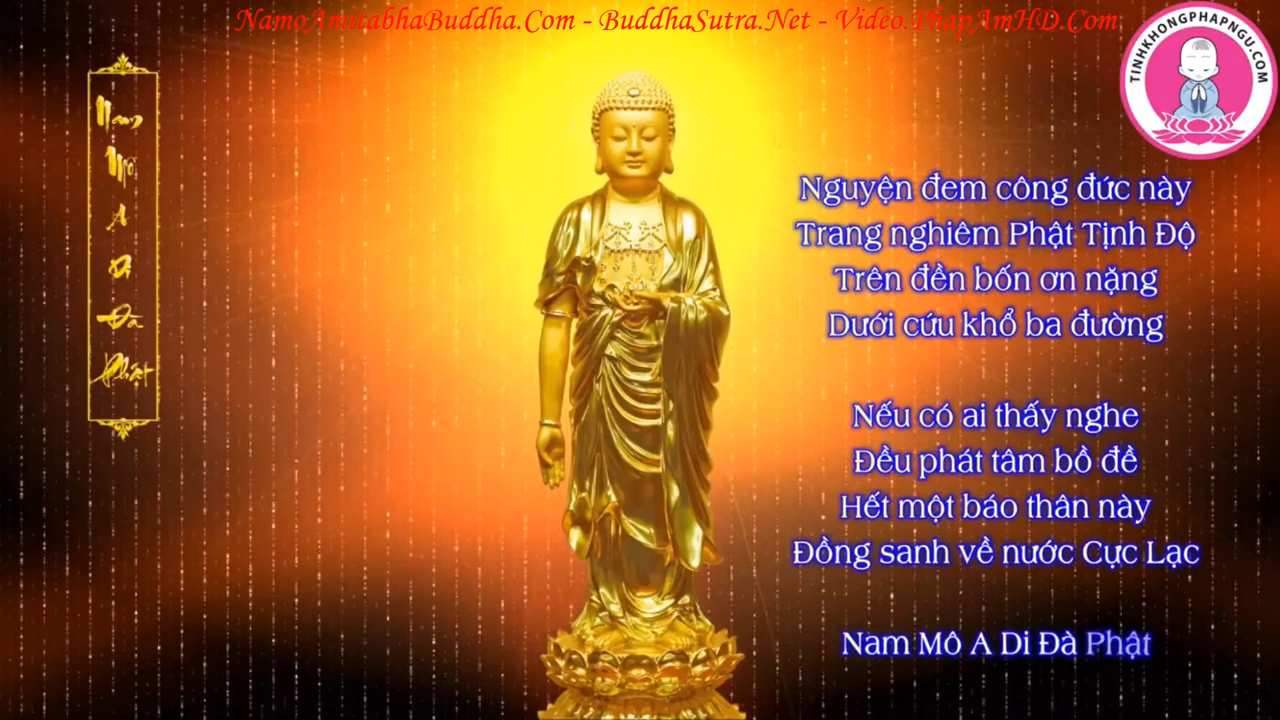 NamoAmitabhaBuddha.Com - BuddhaSutra.Net - Video.PhapAmHD.Com
TINHKHONGPHAPNGU.COM
Nam
Mô
A
Di
Đà
Phật
Nguyện đem công đức này
Trang nghiêm Phật Tịnh Độ
Trên đền bốn ơn nặng
Dưới cứu khổ ba đường
Nếu có ai thấy nghe
Đều phát tâm bồ đề
Hết một báo thân này
Đồng sanh về nước Cực Lạc
Nam Mô A Di Đà Phật